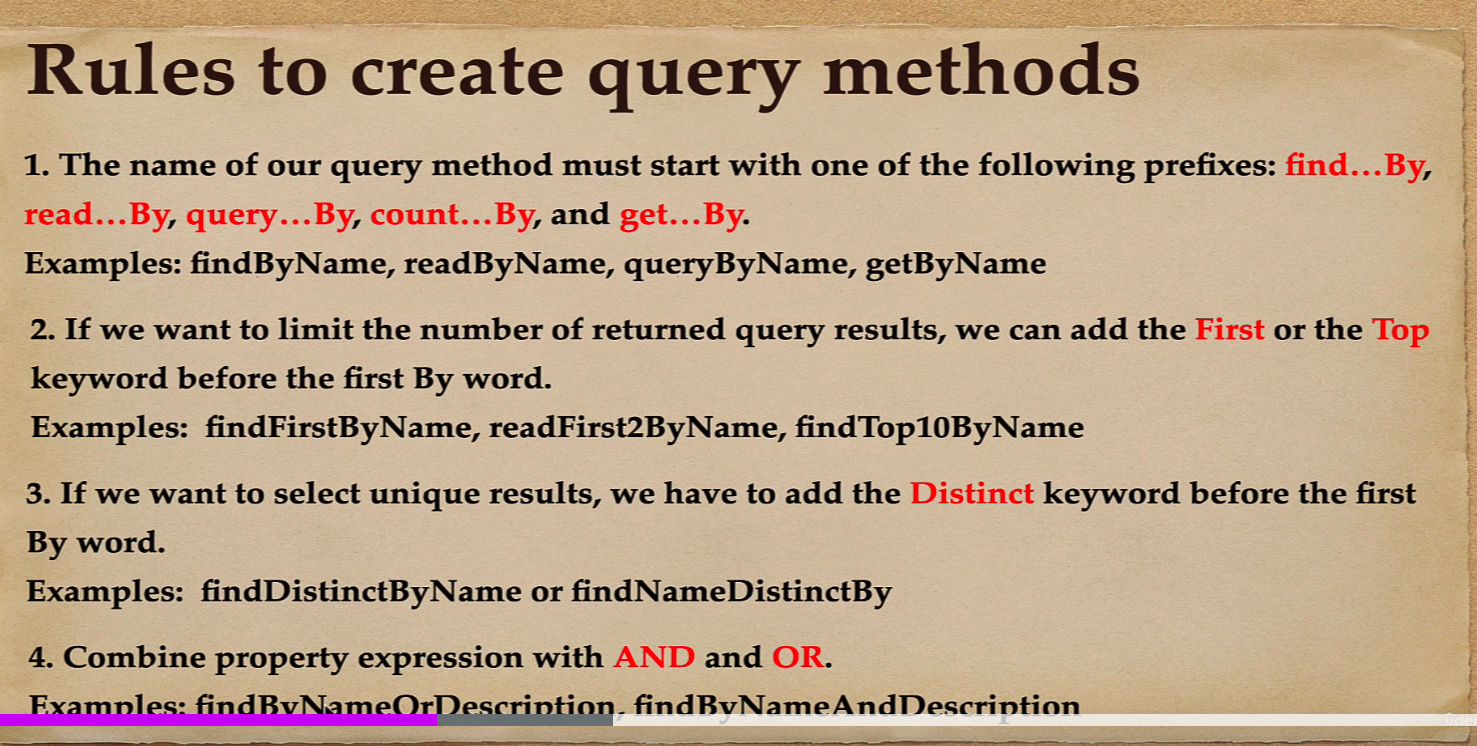 Rules to create query methods
1. The name of our query method must start with one of the following prefixes: find…By,
read…By, query…By, count…By, and get…By.
Examples: findByName, readByName, queryByName, getByName
2. If we want to limit the number of returned query results, we can add the First or the Top
keyword before the first By word.
Examples:  findFirstByName, readFirst2ByName, findTop10ByName
3. If we want to select unique results, we have to add the Distinct keyword before the first
By word.
Examples:  findDistinctByName or findNameDistinctBy
4. Combine property expression with AND and OR.
Examples: findByNameOrDescription, findByNameAndDescription